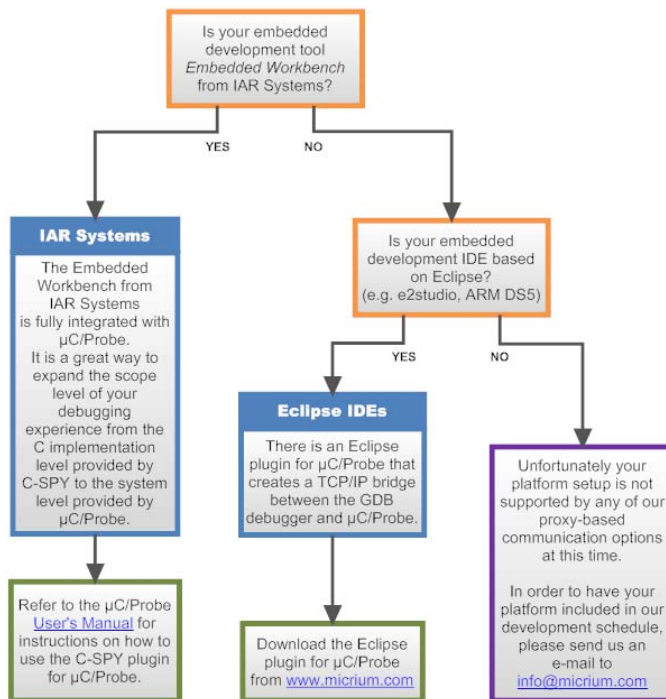 Is your embedded
development tool
Embedded Workbench
from IAR Systems?
YES
NO
IAR Systems
The Embedded
Workbench from
IAR Systems
is fully integrated with
µC/Probe.
It is a great way to
expand the scope
level of your
debugging
experience from the
C implementation
level provided by
C-SPY to the system
level provided by
µC/Probe.
Refer to the µC/Probe
User's Manual for
instructions on how to
use the C-SPY plugin
for µC/Probe.
Is your embedded
development IDE based
on Eclipse?
(e.g. e2studio, ARM DS5)
YES
NO
Eclipse IDEs
There is an Eclipse
plugin for µC/Probe that
creates a TCP/IP bridge
between the GDB
debugger and µC/Probe.
Download the Eclipse
plugin for µC/Probe
from www.micrium.com
Unfortunately your
platform setup is not
supported by any of our
proxy-based
communication options
at this time.
In order to have your
platform included in our
development schedule,
please send us an
e-mail to
info@micrium.com